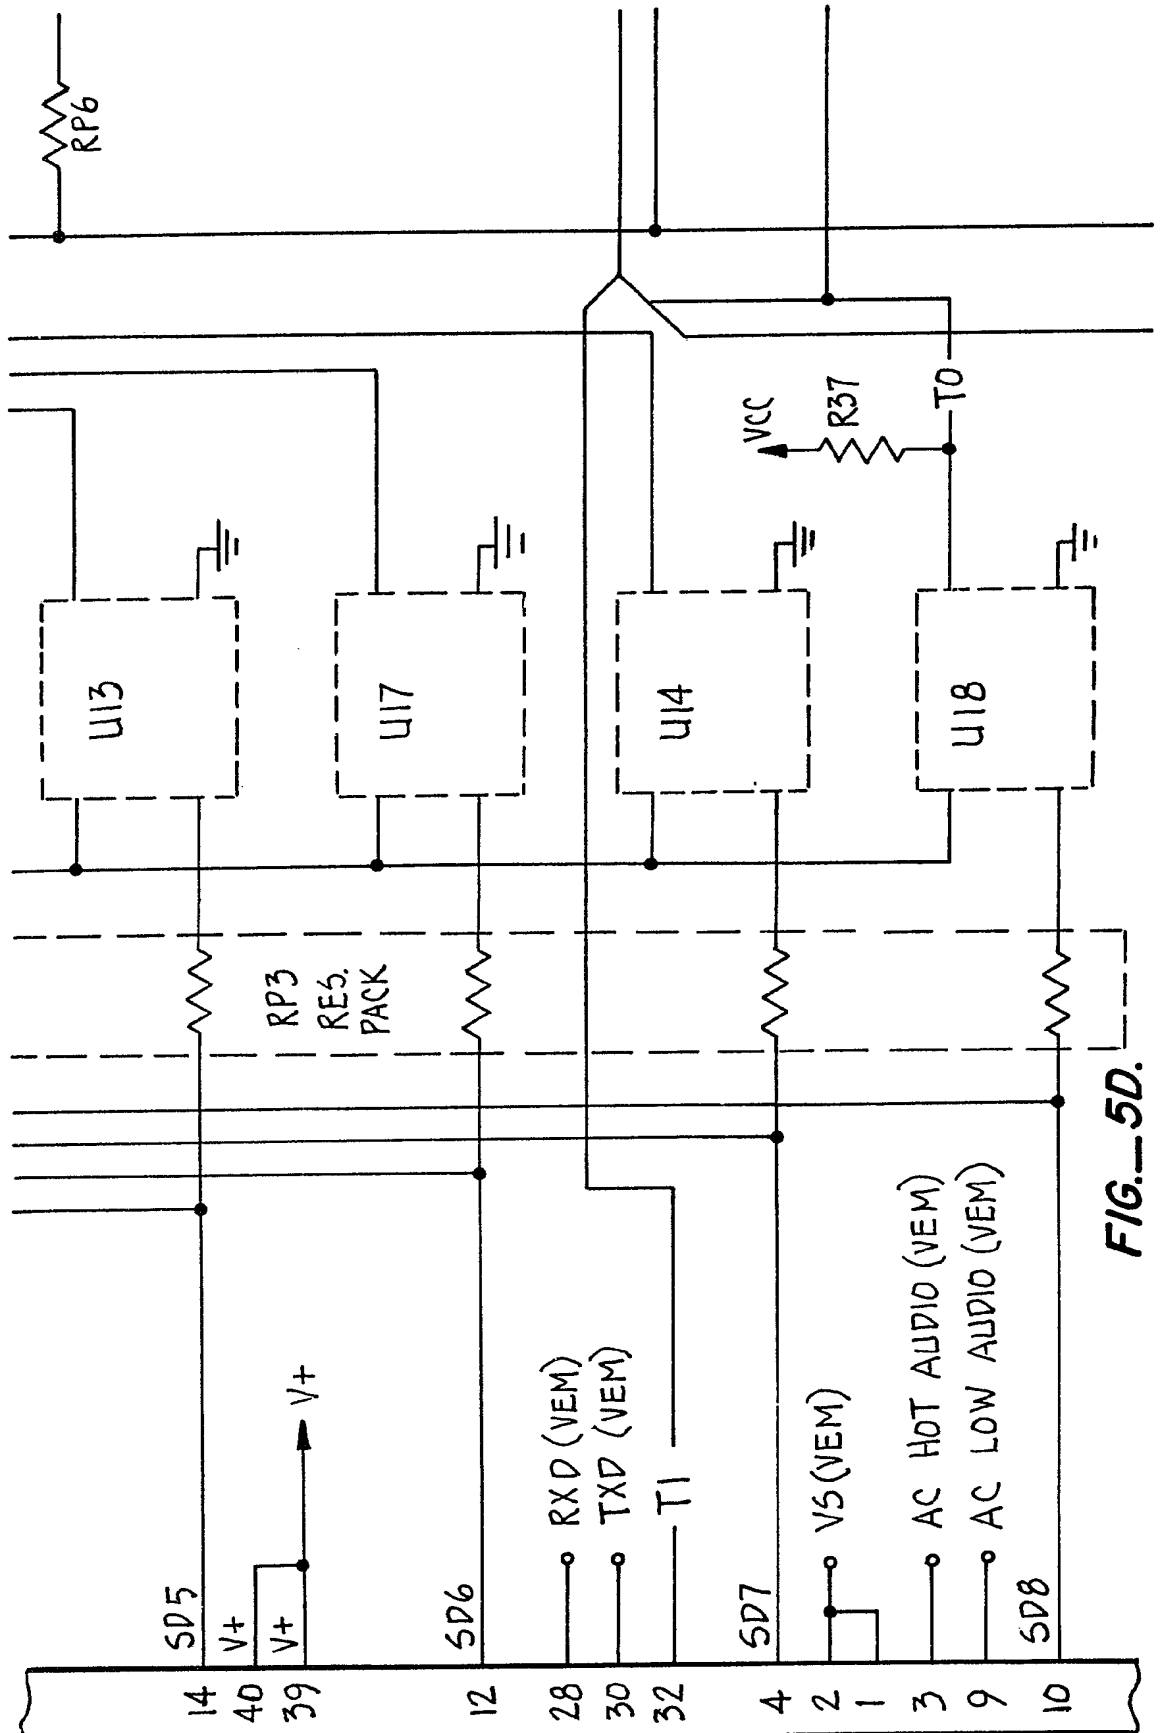 RP6
VCC
R37
T0
U13
U17
U14
U18
RP3
RES.
PACK
SD5
V+
V+
V+
SD6
RXD (VEM)
TXD (VEM)
T1
SD7
VS (VEM)
AC HOT AUDIO (VEM)
AC LOW AUDIO (VEM)
SD8
14
40
39
12
28
30
32
4
2
1
3
9
10
FIG._5D.